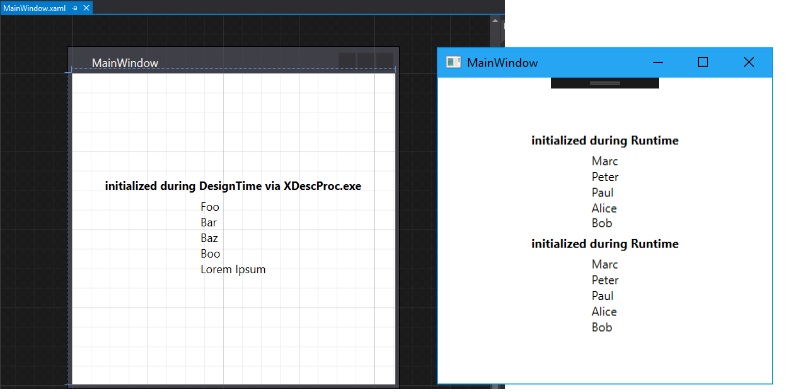 MainWindow.xaml
MainWindow
initialized during DesignTime via XDescProc.exe
Foo
Bar
Baz
Boo
Lorem Ipsum
MainWindow
initialized during Runtime
Marc
Peter
Paul
Alice
Bob
initialized during Runtime
Marc
Peter
Paul
Alice
Bob